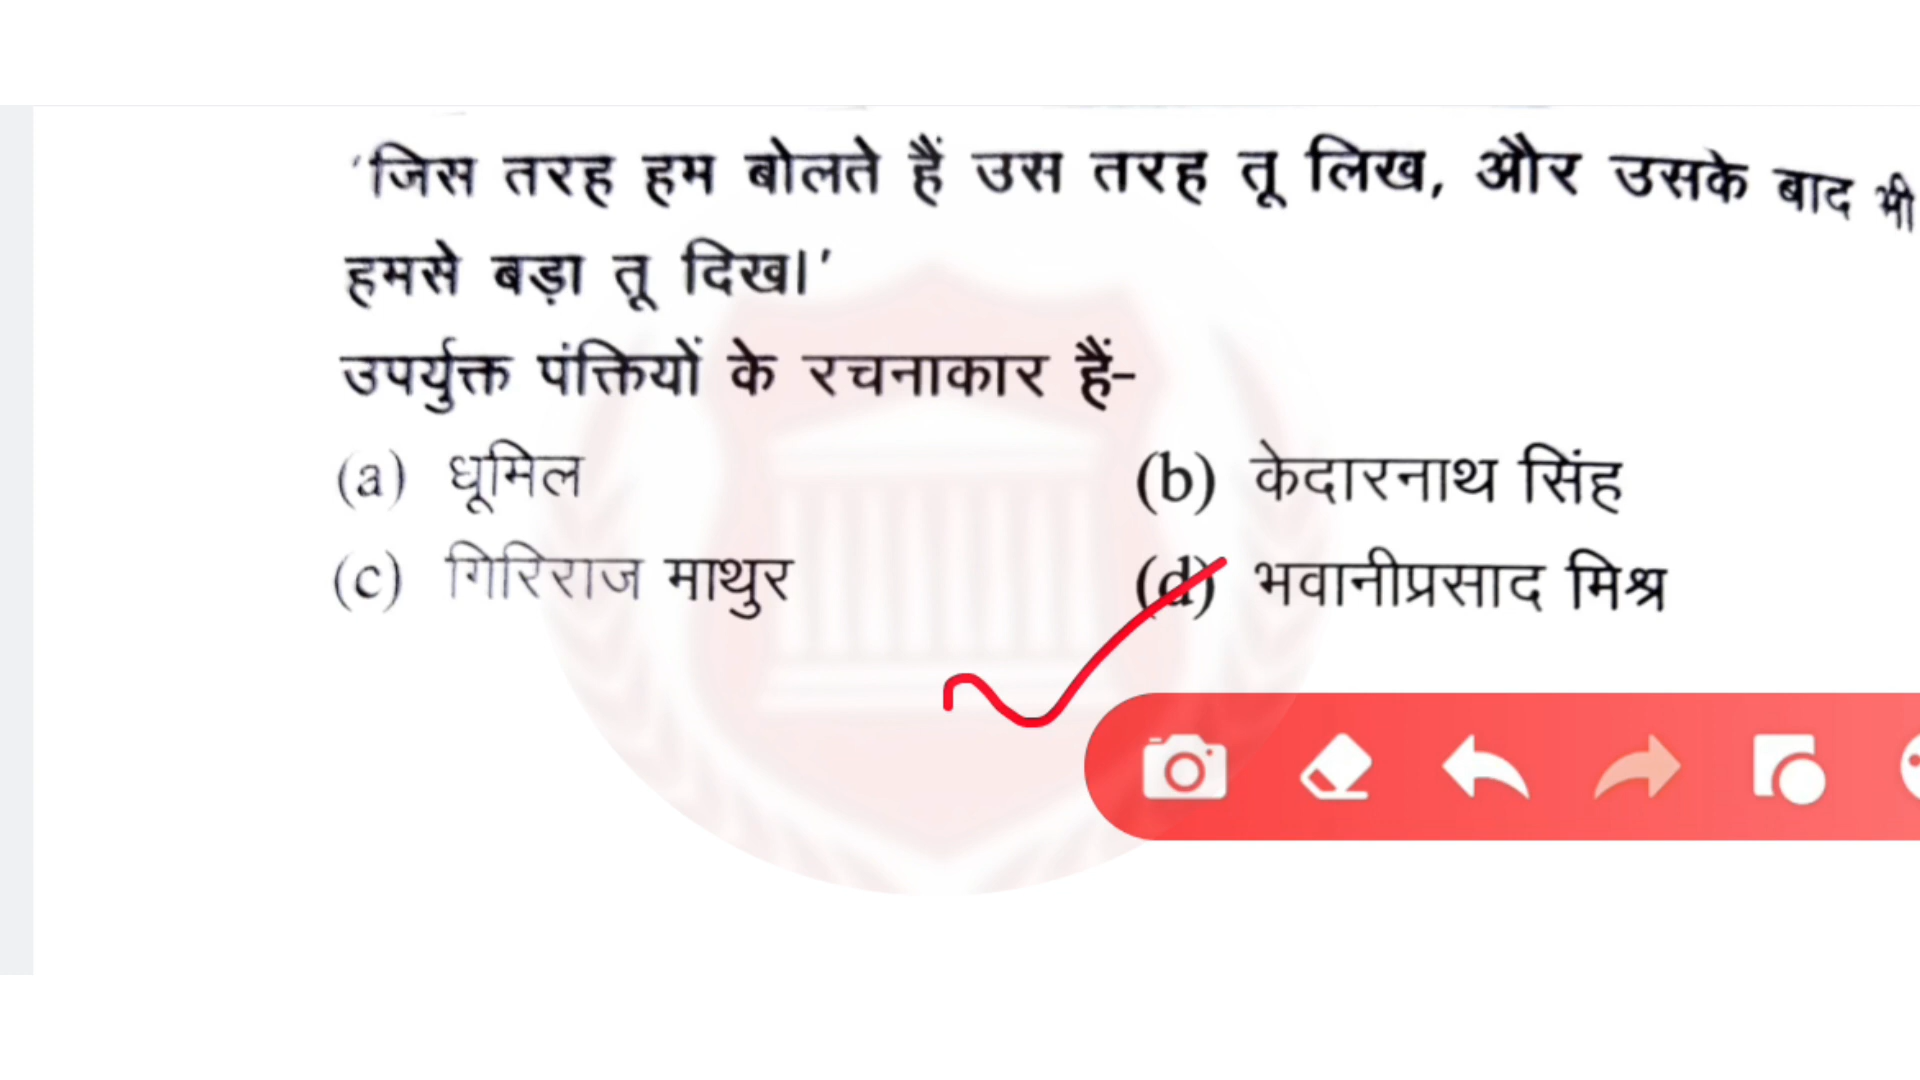 'जिस तरह हम बोलते हैं उस तरह तू लिख, और उसके बाद भी
हमसे बड़ा तू दिख।'
उपर्युक्त पंक्तियों के रचनाकार हैं-
(a) धूमिल
(b) केदारनाथ सिंह
(c) गिरिराज माथुर
(d) भवानीप्रसाद मिश्र